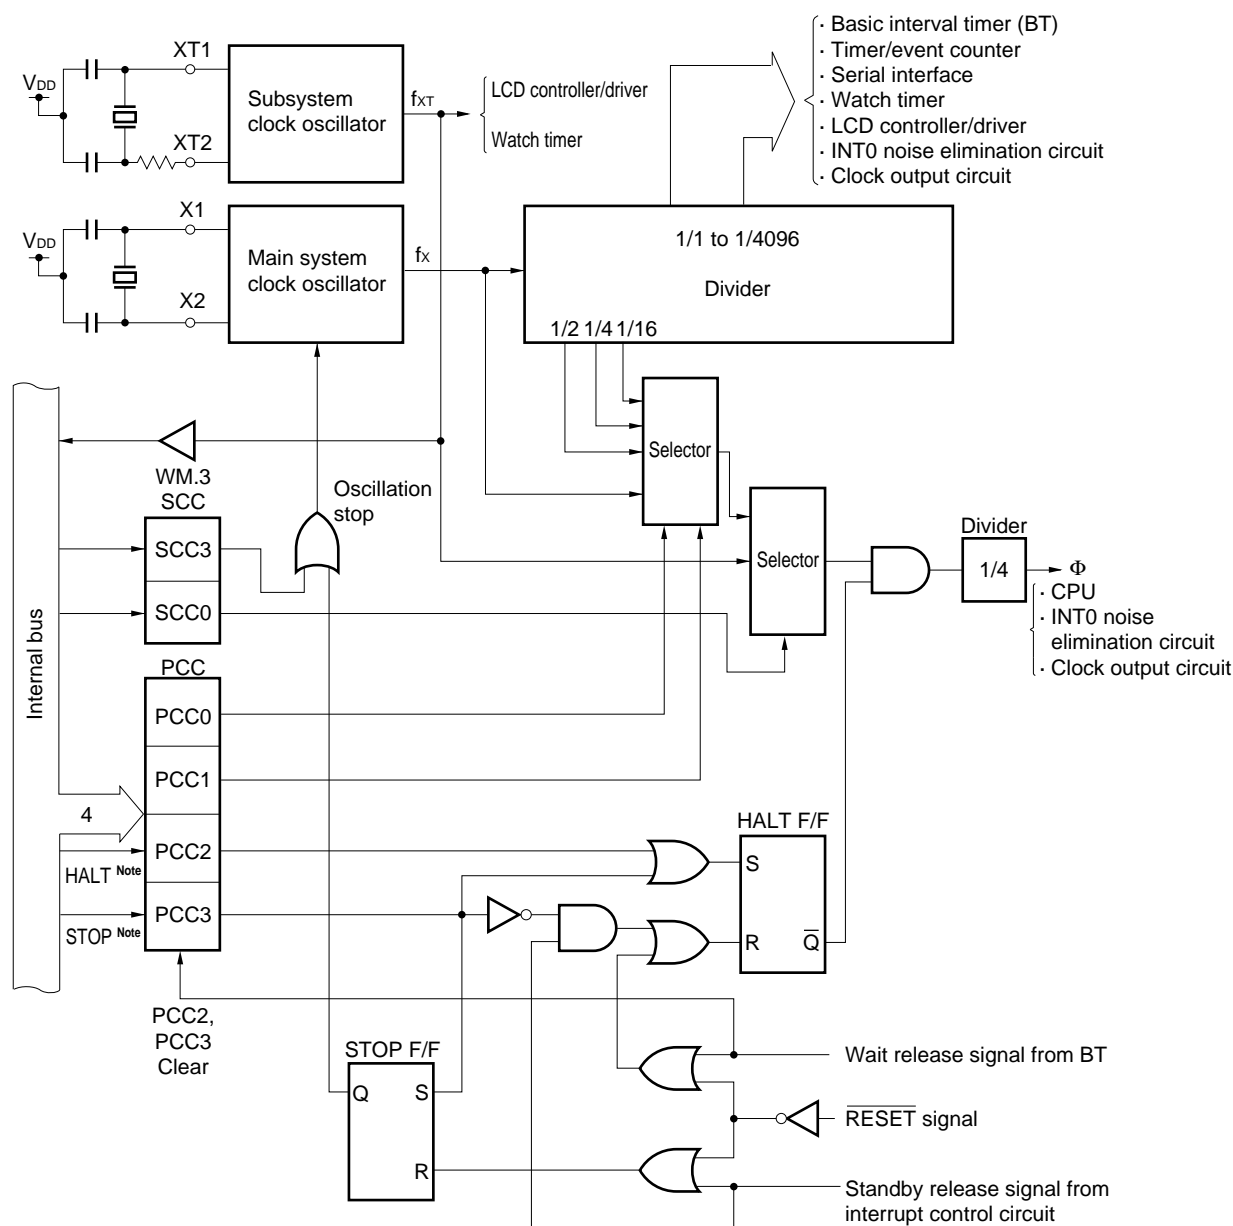 · Basic interval timer (BT)
· Timer/event counter
· Serial interface
· Watch timer
· LCD controller/driver
· INT0 noise elimination circuit
· Clock output circuit
XT1
VDD
XT2
Subsystem
clock oscillator
fXT
LCD controller/driver
Watch timer
X1
VDD
X2
Main system
clock oscillator
fX
1/1 to 1/4096
Divider
1/2 1/4 1/16
Selector
WM.3
SCC
Oscillation
stop
SCC3
SCC0
Selector
Divider
1/4
Φ
· CPU
· INT0 noise
elimination circuit
· Clock output circuit
Internal bus
PCC
PCC0
PCC1
4
PCC2
HALT Note
PCC3
STOP Note
HALT F/F
S
R
Q̅
PCC2,
PCC3
Clear
STOP F/F
Q
S
R
Wait release signal from BT
R̅E̅S̅E̅T̅ signal
Standby release signal from
interrupt control circuit